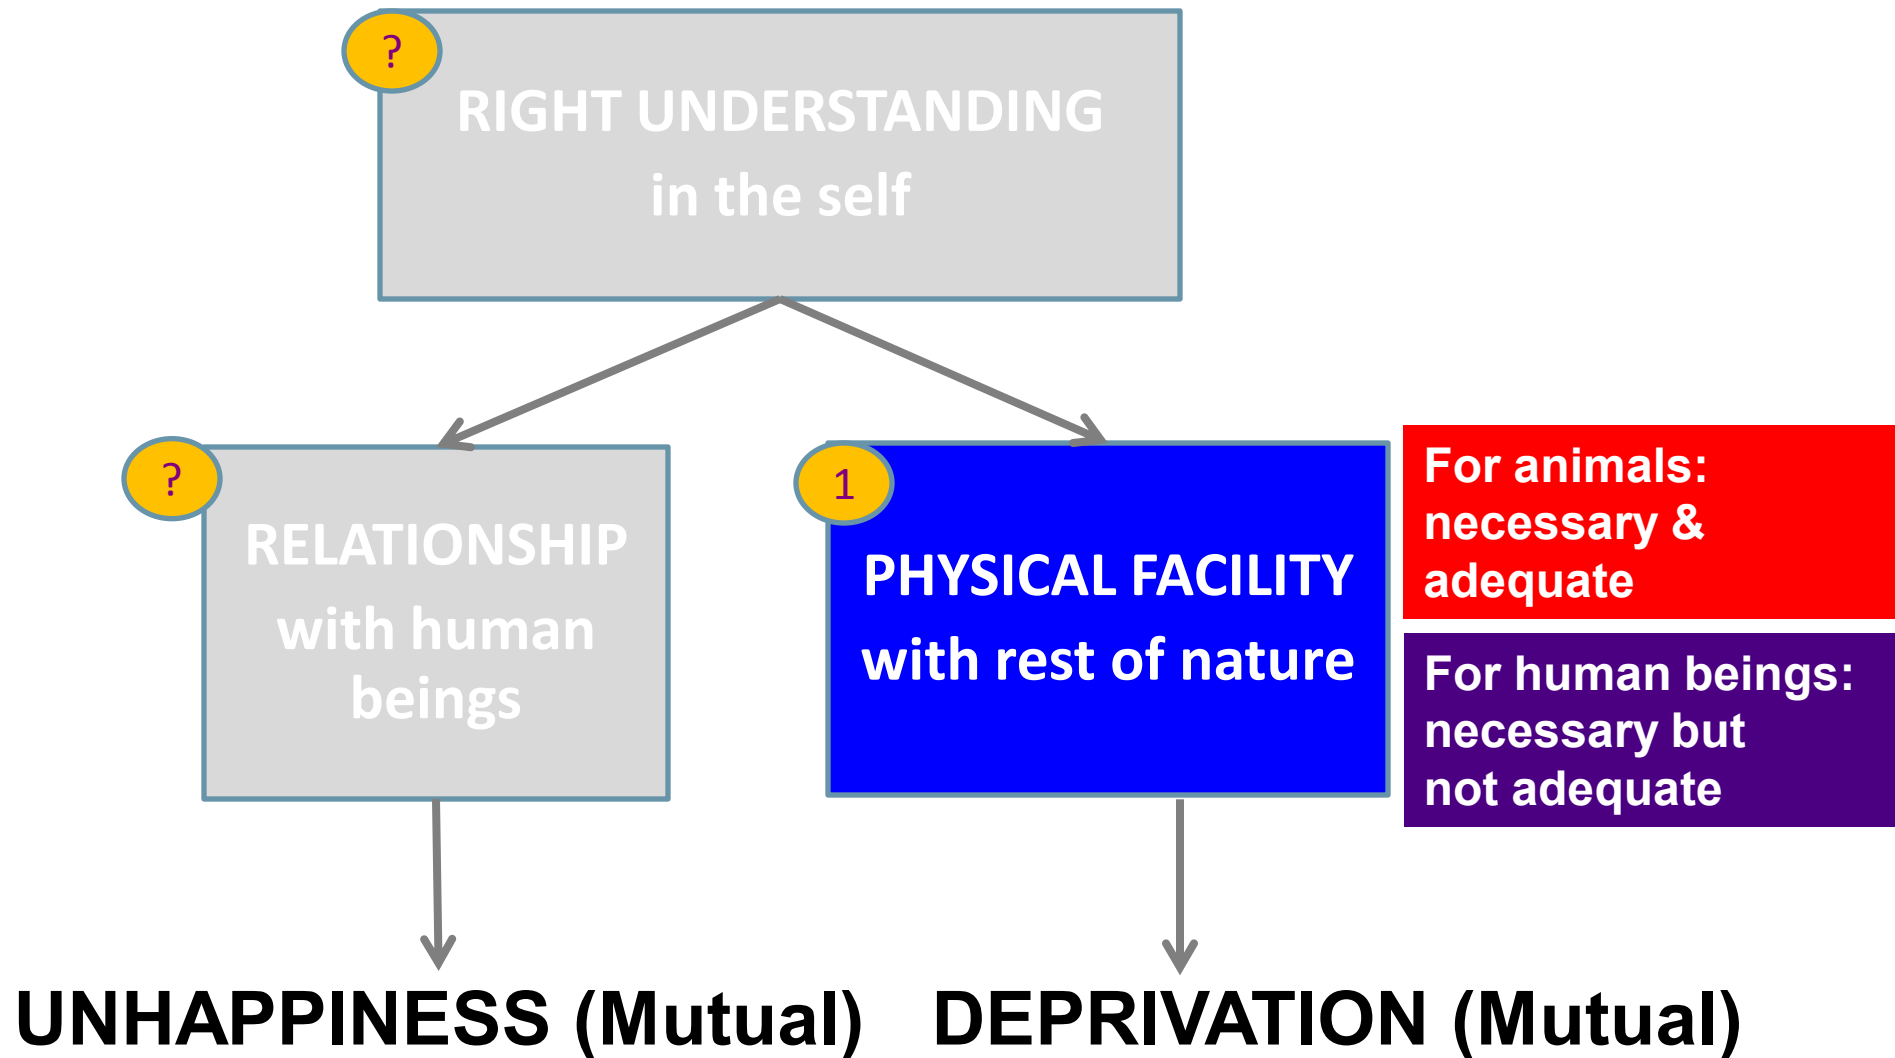 ?
RIGHT UNDERSTANDING
in the self
?
RELATIONSHIP
with human
beings
1
PHYSICAL FACILITY
with rest of nature
For animals:
necessary &
adequate
For human beings:
necessary but
not adequate
UNHAPPINESS (Mutual)
DEPRIVATION (Mutual)